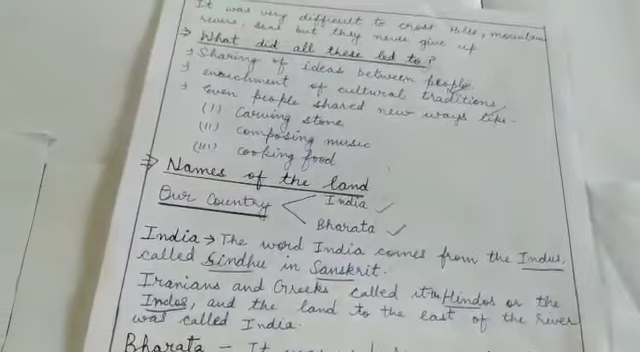 It was very difficult to cross Hills, mountains
rivers, seas but they never give up
⇒ What did all these led to?
→ Sharing of ideas between people.
→ enrichment of cultural traditions,
→ Even people shared new ways like -
(i) Carving stone
(ii) composing music
(iii) cooking food
⇒ Names of the land
Our Country < India ✓
Bharata ✓
India → The word India comes from the Indus,
called Sindhu in Sanskrit.
Iranians and Greeks called it Hindos or the
Indos, and the land to the east of the river
was called India.
Bharata - It was